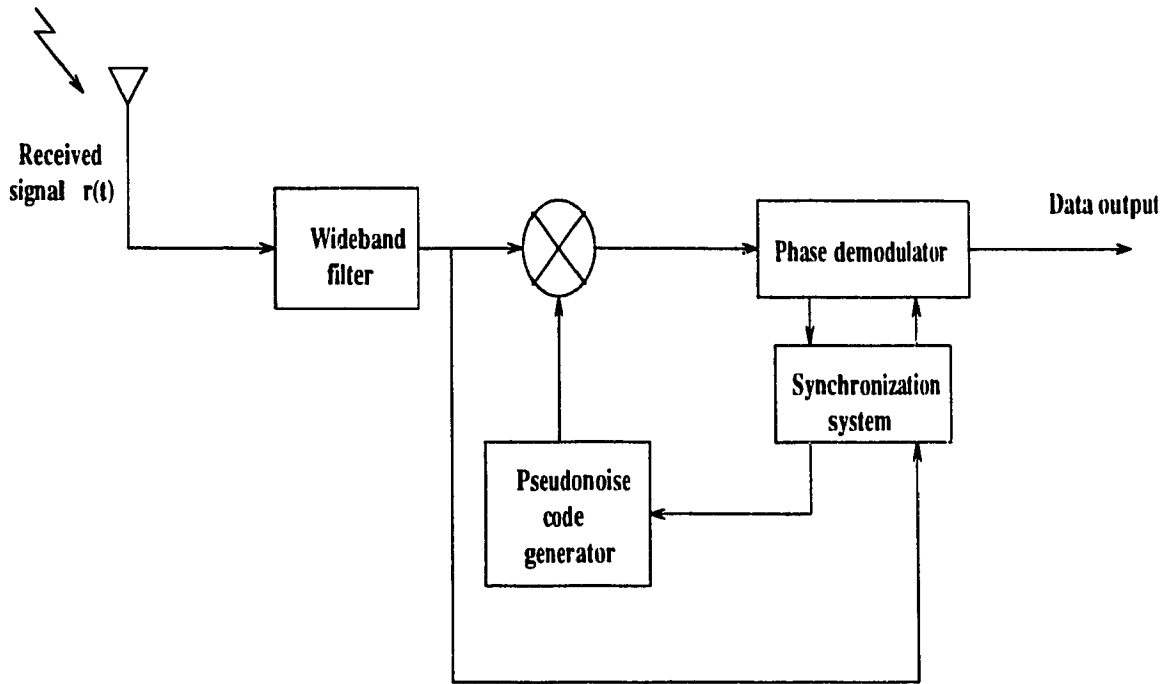 Received
signal r(t)
Wideband
filter
Phase demodulator
Data output
Synchronization
system
Pseudonoise
code
generator